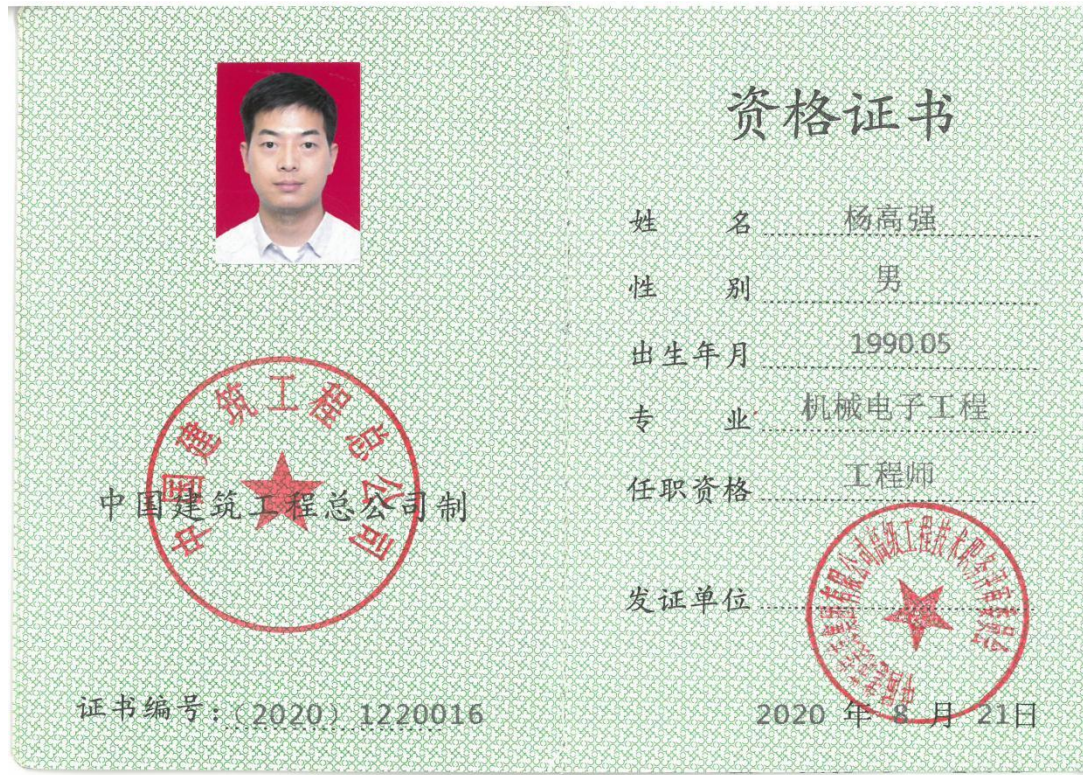 中国建筑工程总公司
中国建筑工程总公司制
证书编号:(2020)1220016
资格证书
姓名 杨高强
性别 男
出生年月 1990.05
专业 机械电子工程
任职资格 工程师
发证单位
2020 年 8 月 21日